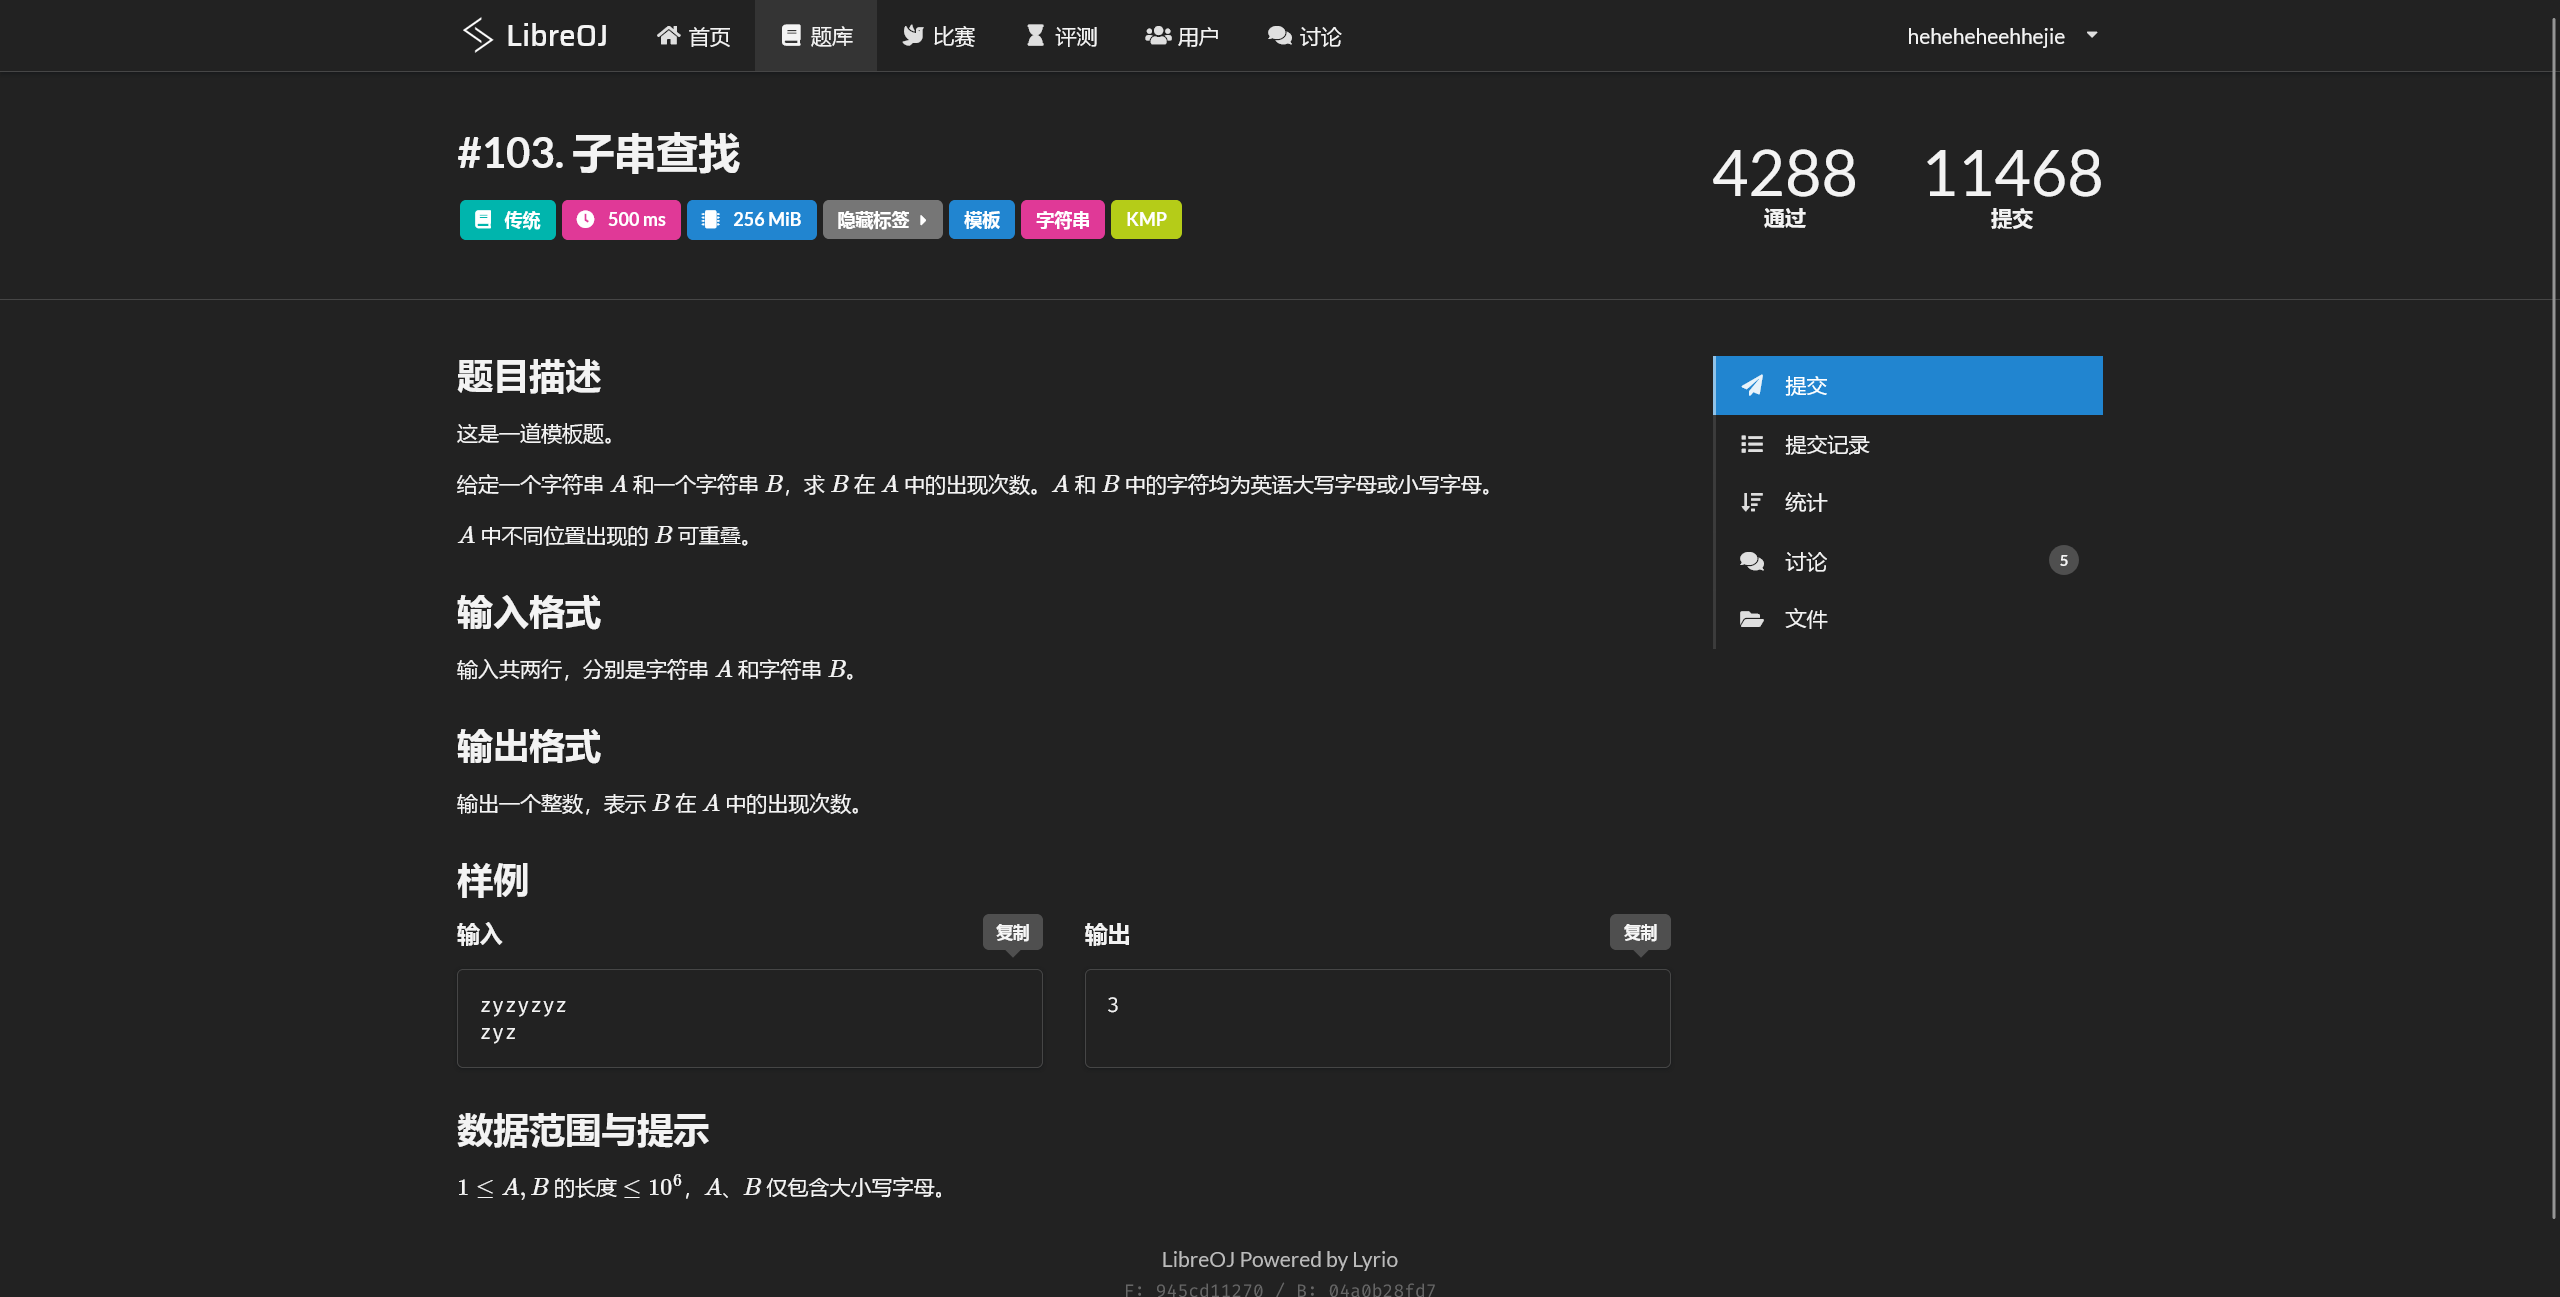 LibreOJ 首页 题库 比赛 评测 用户 讨论 heheheheehhejie
#103. 子串查找
传统 500 ms 256 MiB 隐藏标签 模板 字符串 KMP
4288 11468
通过 提交
题目描述
这是一道模板题。
给定一个字符串 A 和一个字符串 B，求 B 在 A 中的出现次数。A 和 B 中的字符均为英语大写字母或小写字母。
A 中不同位置出现的 B 可重叠。
输入格式
输入共两行，分别是字符串 A 和字符串 B。
输出格式
输出一个整数，表示 B 在 A 中的出现次数。
样例
输入 复制
zyzyzyz
zyz
输出 复制
3
数据范围与提示
1 ≤ A, B 的长度 ≤ 10⁶，A、B 仅包含大小写字母。
提交
提交记录
统计
讨论 5
文件
LibreOJ Powered by Lyrio
F: 945cd11270 / B: 04a0b28fd7